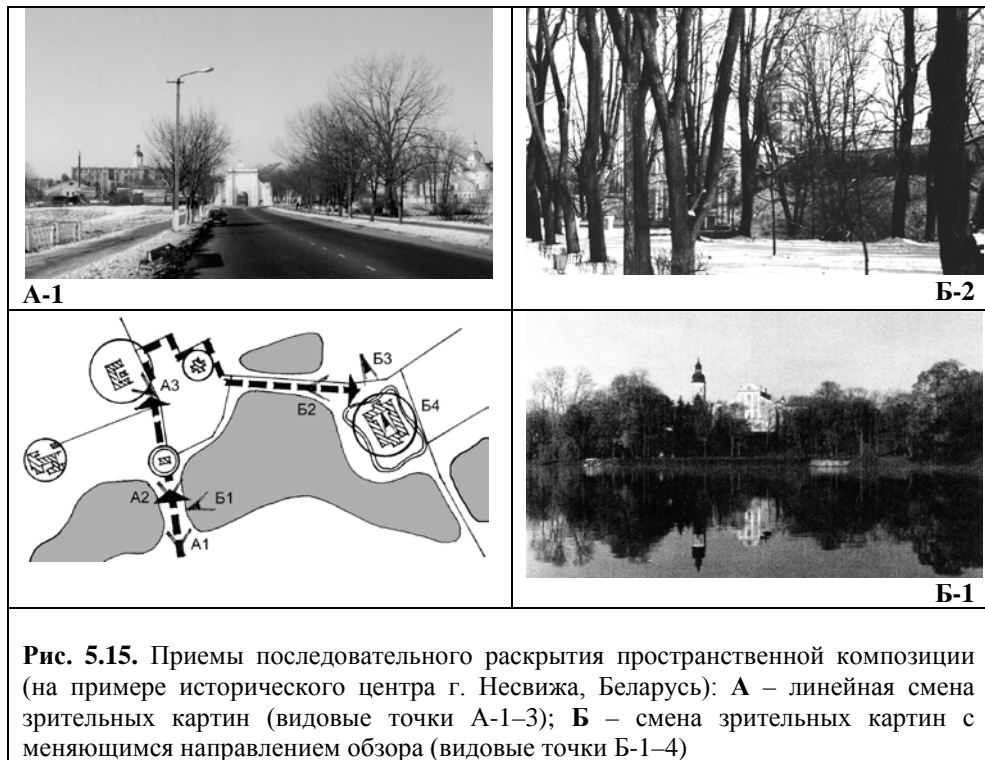 А-1
Б-2
А3
Б3
Б2
Б4
А2
Б1
А1
Б-1
Рис. 5.15. Приемы последовательного раскрытия пространственной композиции
(на примере исторического центра г. Несвижа, Беларусь): А – линейная смена
зрительных картин (видовые точки А-1–3); Б – смена зрительных картин с
меняющимся направлением обзора (видовые точки Б-1–4)